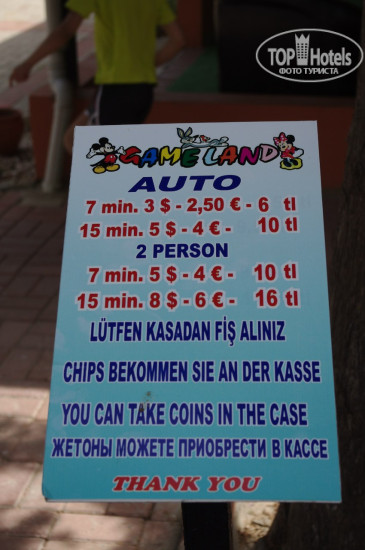 TOP Hotels
ФОТО ТУРИСТА
GAME LAND
AUTO
7 min. 3 $ - 2,50 € - 6 tl
15 min. 5 $ - 4 € - 10 tl
2 PERSON
7 min. 5 $ - 4 € - 10 tl
15 min. 8 $ - 6 € - 16 tl
LÜTFEN KASADAN FİŞ ALINIZ
CHIPS BEKOMMEN SIE AN DER KASSE
YOU CAN TAKE COINS IN THE CASE
ЖЕТОНЫ МОЖЕТЕ ПРИОБРЕСТИ В КАССЕ
THANK YOU